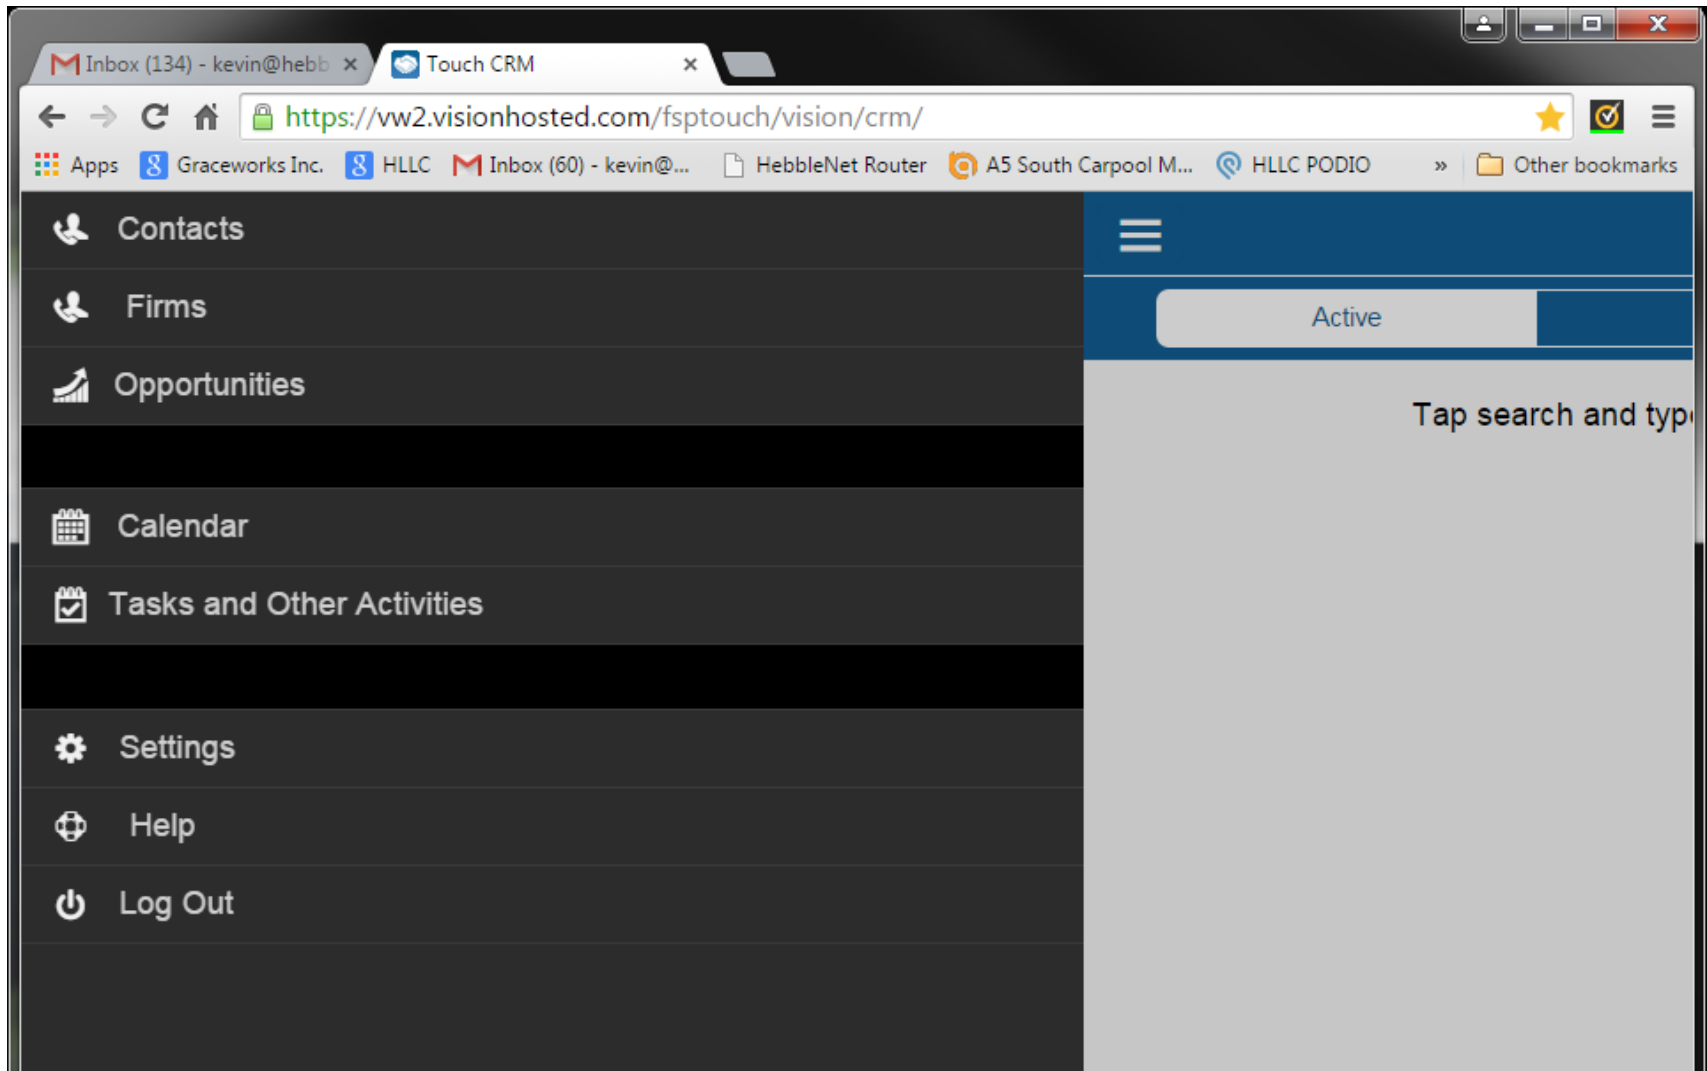 Inbox (134) - kevin@hebb
Touch CRM
https://vw2.visionhosted.com/fsptouch/vision/crm/
Apps
Graceworks Inc.
HLLC
Inbox (60) - kevin@...
HebbleNet Router
A5 South Carpool M...
HLLC PODIO
»
Other bookmarks
Contacts
Firms
Opportunities
Calendar
Tasks and Other Activities
Settings
Help
Log Out
Active
Tap search and type